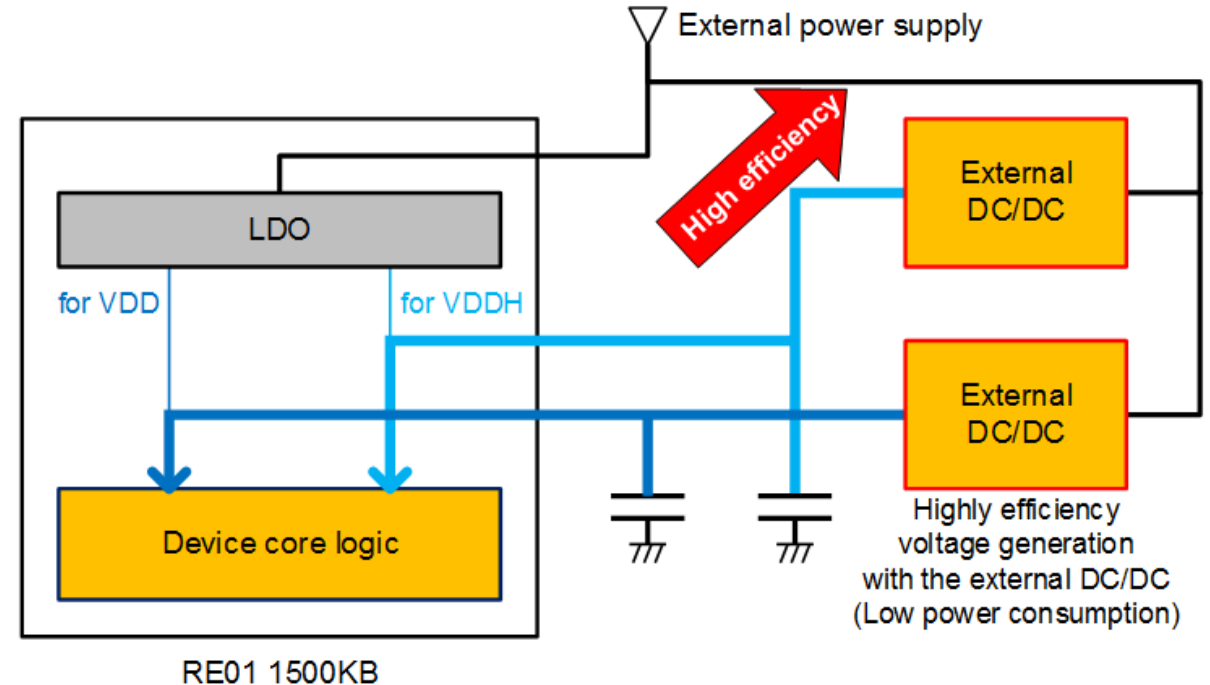 External power supply
High efficiency
External
DC/DC
LDO
for VDD
for VDDH
External
DC/DC
Device core logic
Highly efficiency
voltage generation
with the external DC/DC
(Low power consumption)
RE01 1500KB